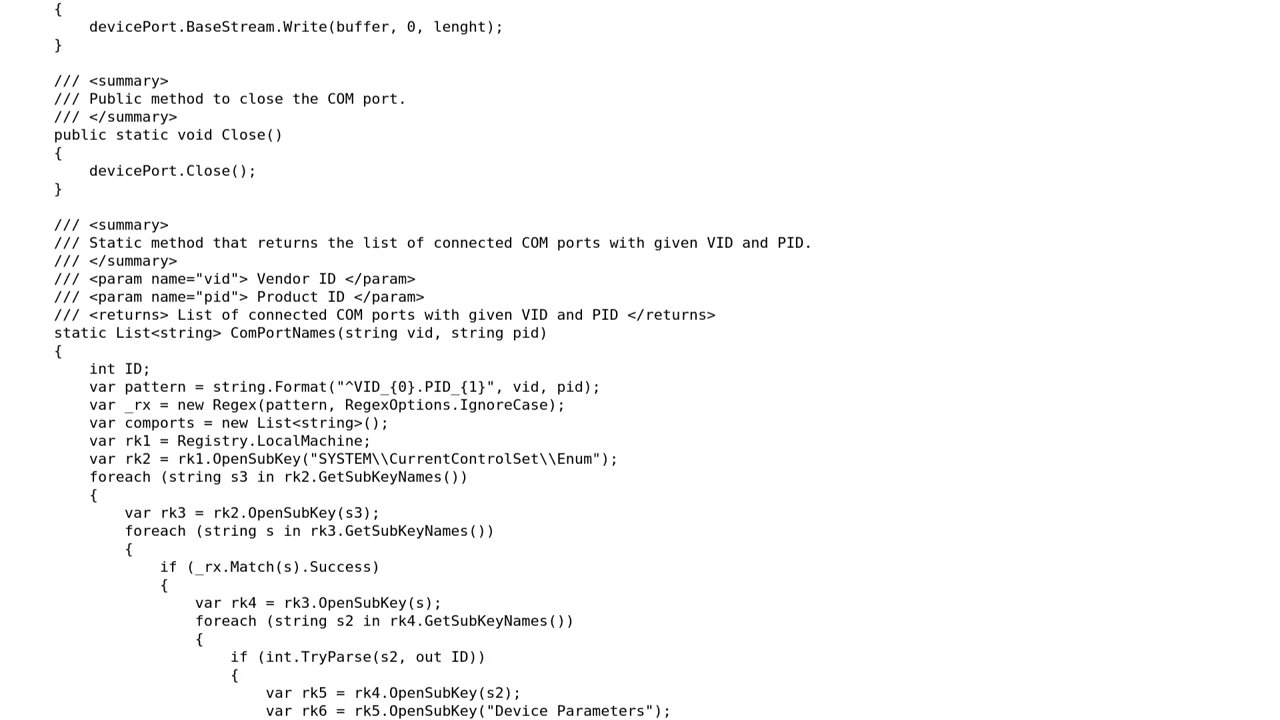 {
    devicePort.BaseStream.Write(buffer, 0, lenght);
}

/// <summary>
/// Public method to close the COM port.
/// </summary>
public static void Close()
{
    devicePort.Close();
}

/// <summary>
/// Static method that returns the list of connected COM ports with given VID and PID.
/// </summary>
/// <param name="vid"> Vendor ID </param>
/// <param name="pid"> Product ID </param>
/// <returns> List of connected COM ports with given VID and PID </returns>
static List<string> ComPortNames(string vid, string pid)
{
    int ID;
    var pattern = string.Format("^VID_{0}.PID_{1}", vid, pid);
    var _rx = new Regex(pattern, RegexOptions.IgnoreCase);
    var comports = new List<string>();
    var rk1 = Registry.LocalMachine;
    var rk2 = rk1.OpenSubKey("SYSTEM\\CurrentControlSet\\Enum");
    foreach (string s3 in rk2.GetSubKeyNames())
    {
        var rk3 = rk2.OpenSubKey(s3);
        foreach (string s in rk3.GetSubKeyNames())
        {
            if (_rx.Match(s).Success)
            {
                var rk4 = rk3.OpenSubKey(s);
                foreach (string s2 in rk4.GetSubKeyNames())
                {
                    if (int.TryParse(s2, out ID))
                    {
                        var rk5 = rk4.OpenSubKey(s2);
                        var rk6 = rk5.OpenSubKey("Device Parameters");